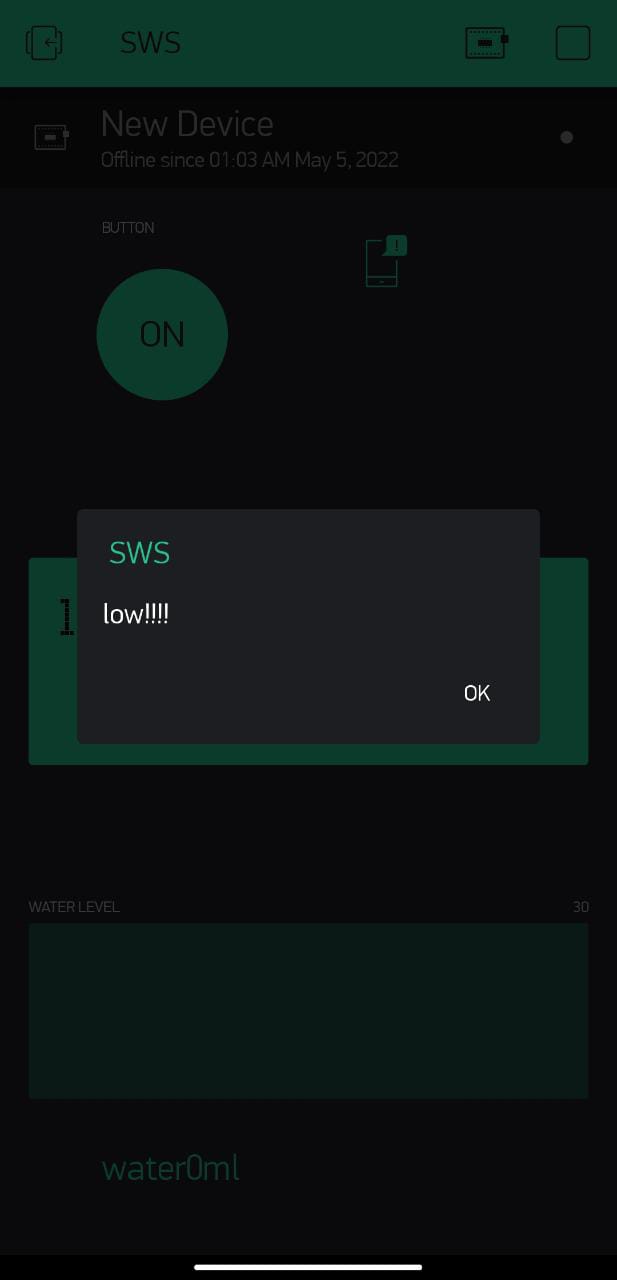 SWS
New Device
Offline since 01:03 AM May 5, 2022
BUTTON
ON
SWS
low!!!!
OK
WATER LEVEL 30
water0ml